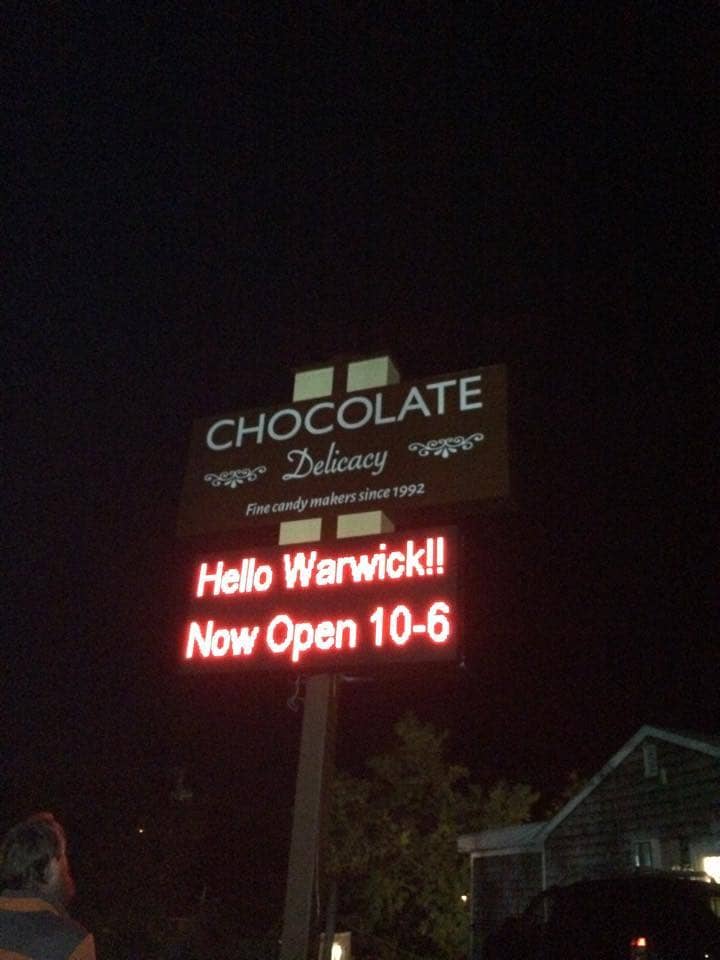 CHOCOLATE
Delicacy
Fine candy makers since 1992
Hello Warwick!!
Now Open 10-6